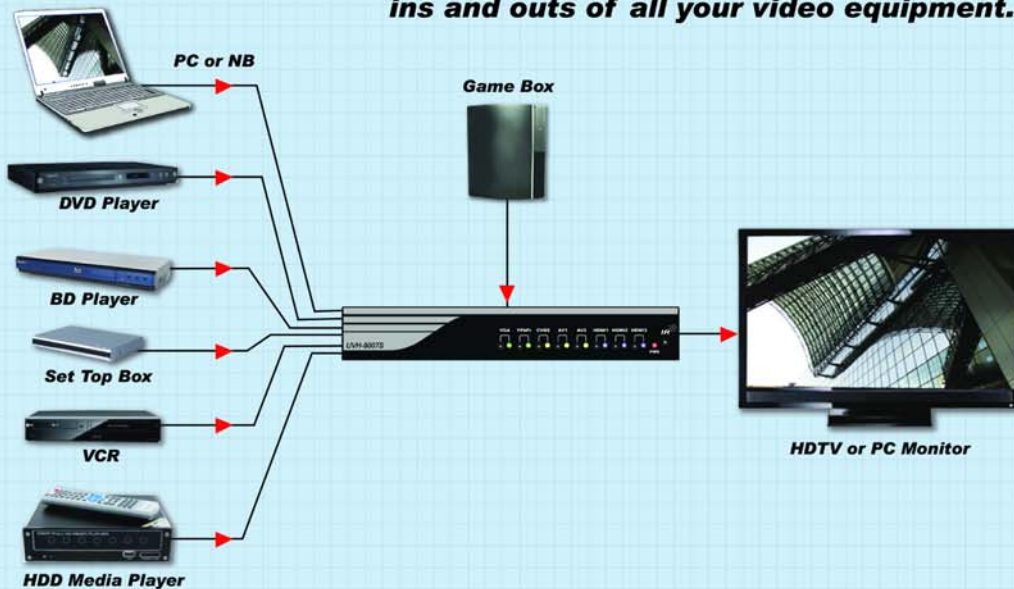 ins and outs of all your video equipment.
PC or NB
Game Box
DVD Player
BD Player
Set Top Box
VCR
HDD Media Player
UVH-8007S
VGA YPbPr CVBS AV1 AV2 HDMI1 HDMI2 HDMI3
IR
PWR
HDTV or PC Monitor